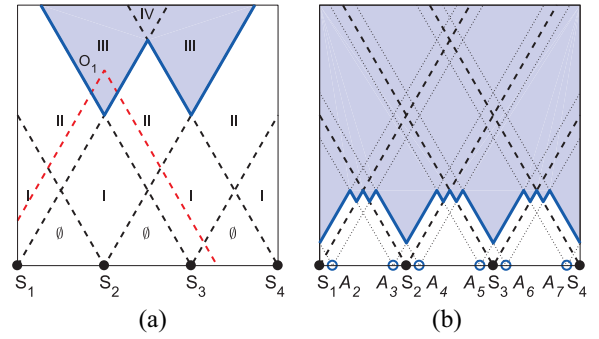 IV
III III
O1
II II II
I I I I
∅ ∅ ∅
S1 S2 S3 S4
S1 A2 A3 S2 A4 A5 S3 A6 A7 S4
(a) (b)